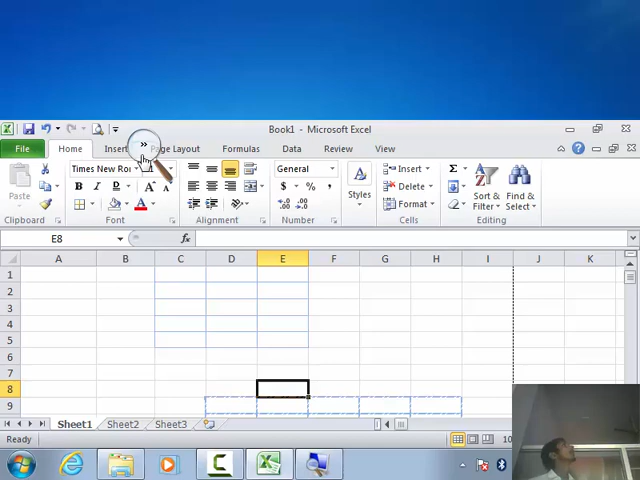 Book1 - Microsoft Excel
File Home Insert Page Layout Formulas Data Review View
Times New Ro General Σ
B I D A A $ % , Styles Insert Delete Format Sort & Filter Find & Select
Paste
Clipboard Font Alignment Number Cells Editing
E8 fx
A B C D E F G H I J K
1
2
3
4
5
6
7
8
9
Sheet1 Sheet2 Sheet3
Ready 10